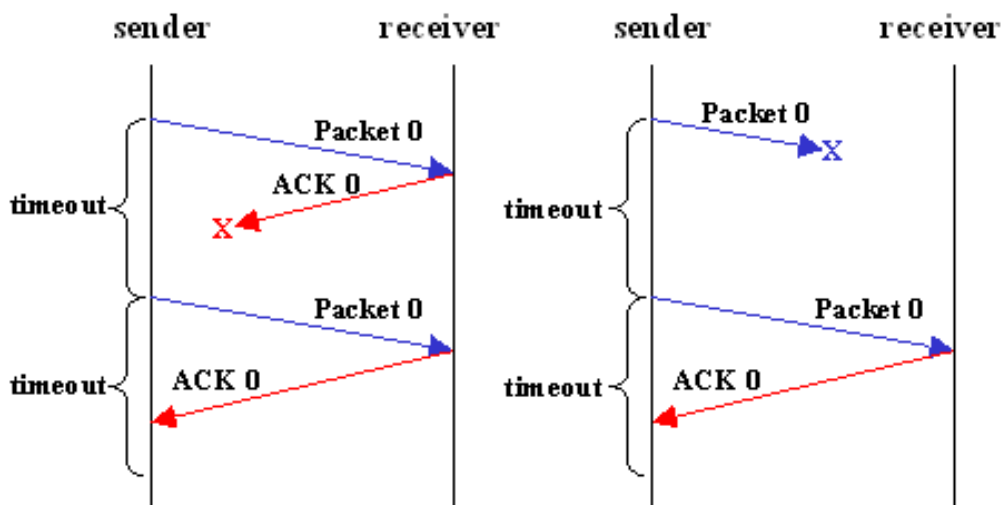 sender receiver sender receiver
Packet 0 Packet 0
ACK 0
timeout timeout
X X
Packet 0 Packet 0
timeout ACK 0 timeout ACK 0